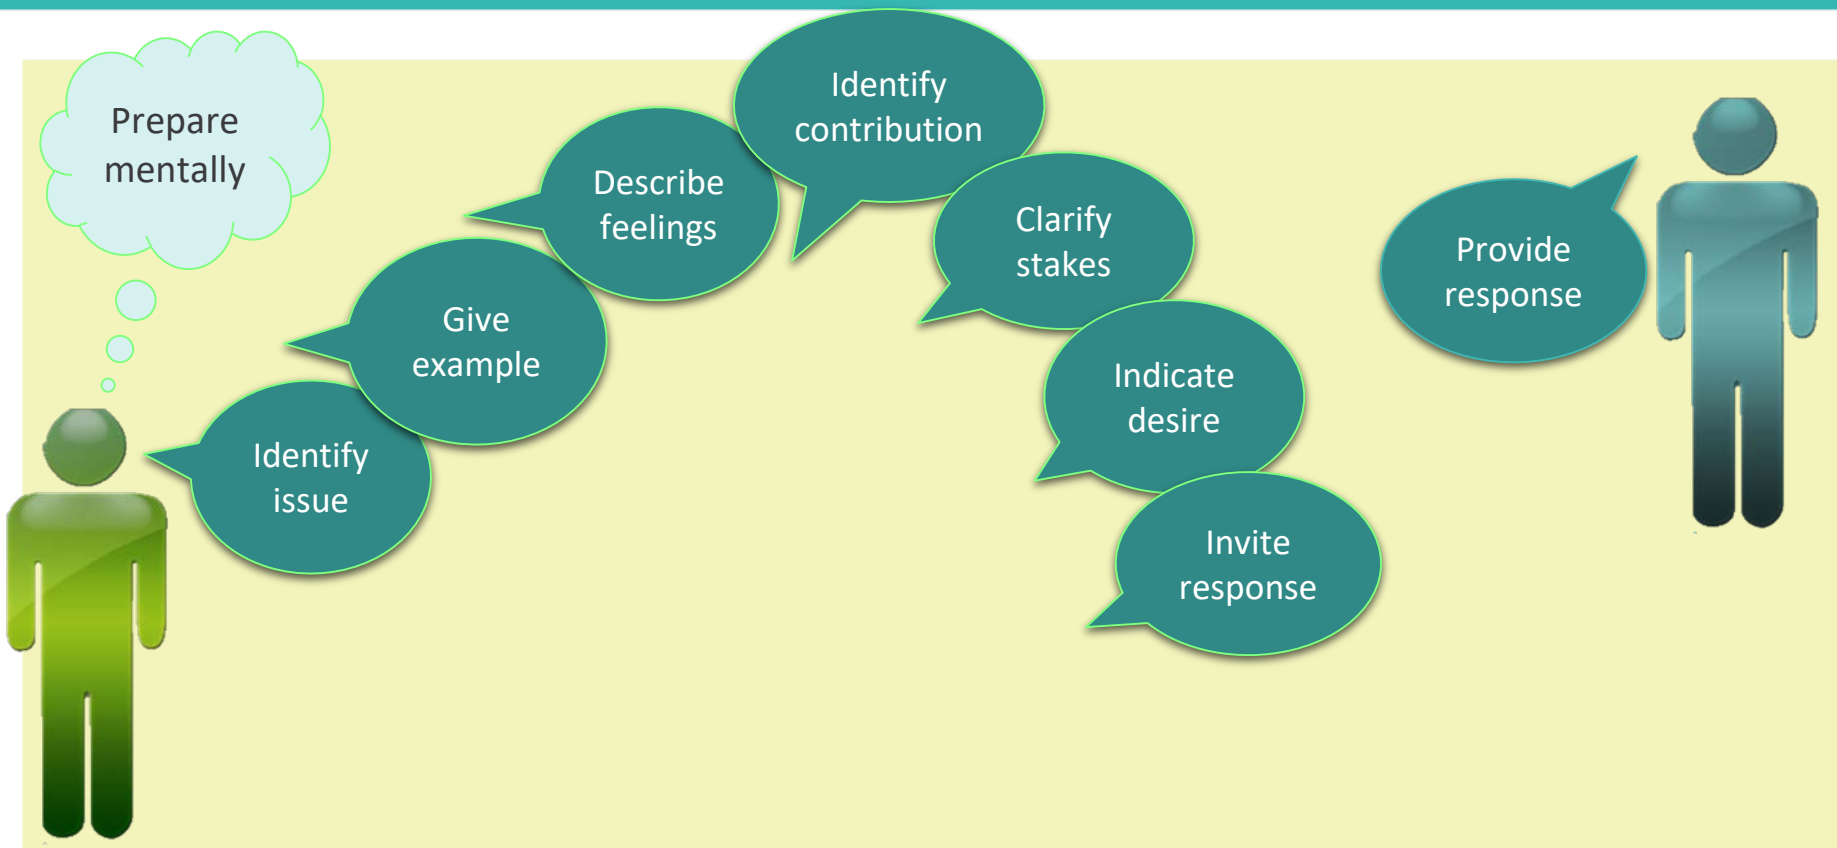 Prepare
mentally
Identify
issue
Give
example
Describe
feelings
Identify
contribution
Clarify
stakes
Indicate
desire
Invite
response
Provide
response